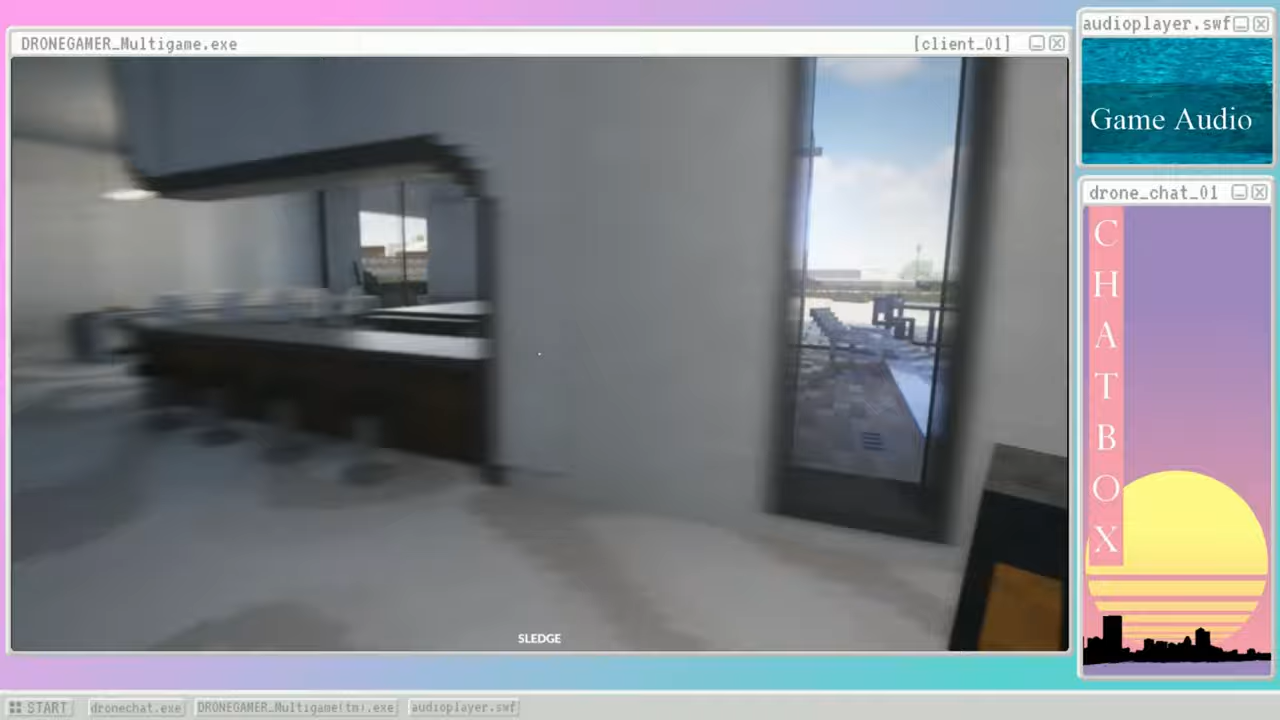 DRONEGAMER_Multigame.exe
[client_01]
audioplayer.swf
Game Audio
drone_chat_01
CHATBOX
SLEDGE
START
dronechat.exe
DRONEGAMER_Multigame(tm).exe
audioplayer.swf